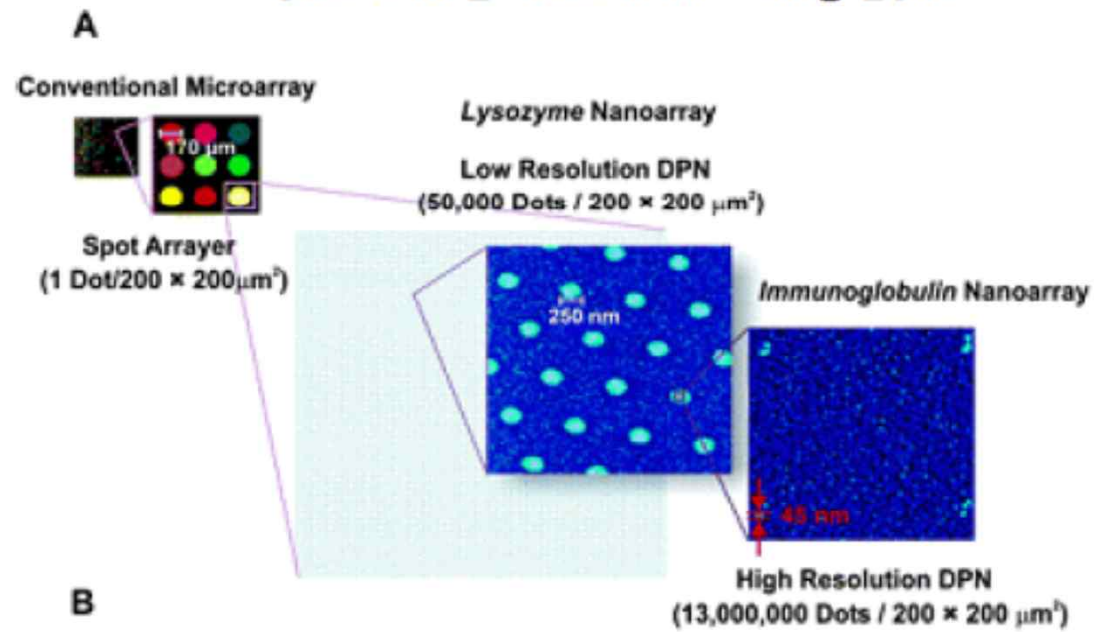 A
Conventional Microarray
170 μm
Spot Arrayer
(1 Dot/200 × 200μm²)
Lysozyme Nanoarray
Low Resolution DPN
(50,000 Dots / 200 × 200 μm²)
250 nm
Immunoglobulin Nanoarray
45 nm
High Resolution DPN
(13,000,000 Dots / 200 × 200 μm²)
B